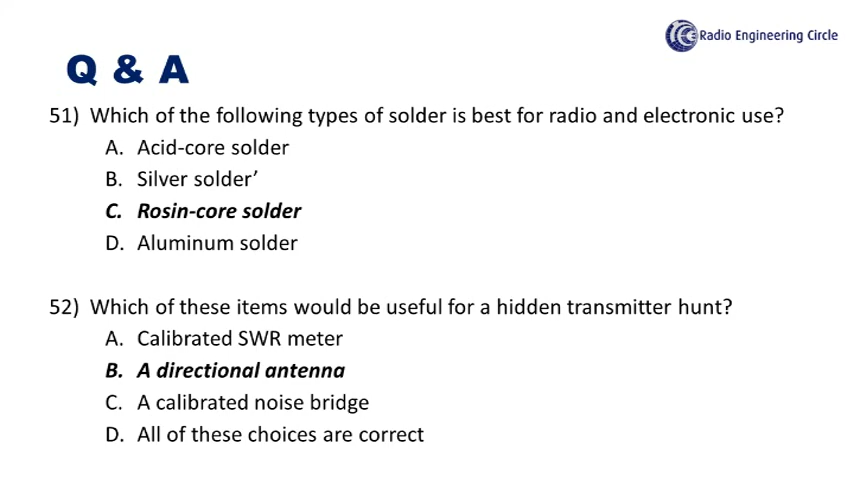 Radio Engineering Circle
Q & A
51) Which of the following types of solder is best for radio and electronic use?
A. Acid-core solder
B. Silver solder’
C. Rosin-core solder
D. Aluminum solder
52) Which of these items would be useful for a hidden transmitter hunt?
A. Calibrated SWR meter
B. A directional antenna
C. A calibrated noise bridge
D. All of these choices are correct